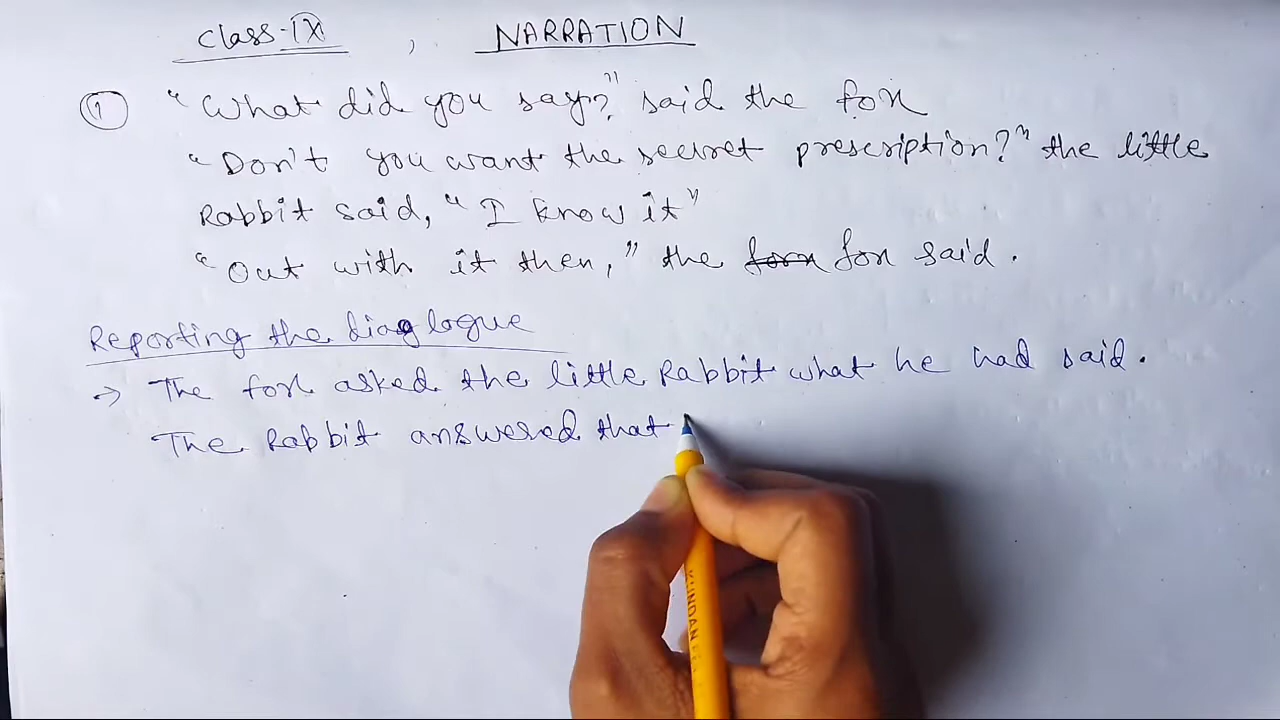 Class-IX , NARRATION
① "What did you say?" said the fox
"Don't you want the secret prescription?" the little
Rabbit said, "I know it"
"Out with it then," the fox said.
Reporting the dialogue
→ The fox asked the little Rabbit what he had said.
The Rabbit answered that
KUNDAN